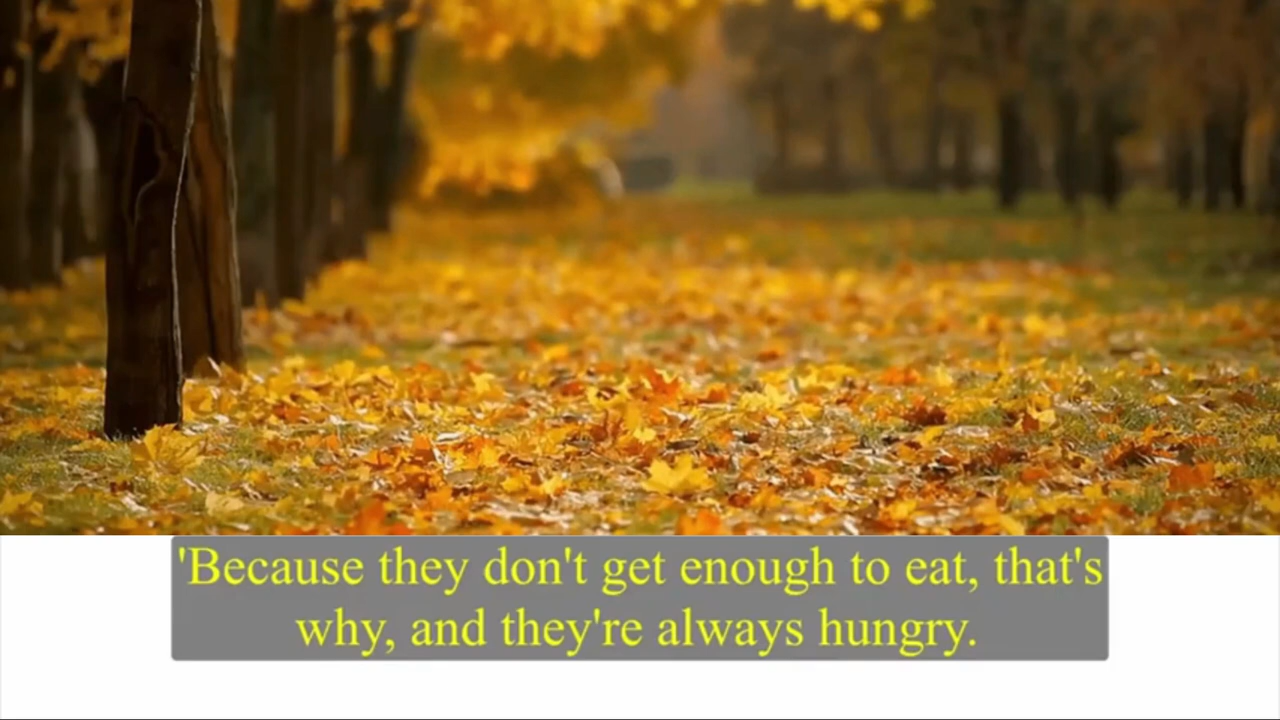 'Because they don't get enough to eat, that's
why, and they're always hungry.